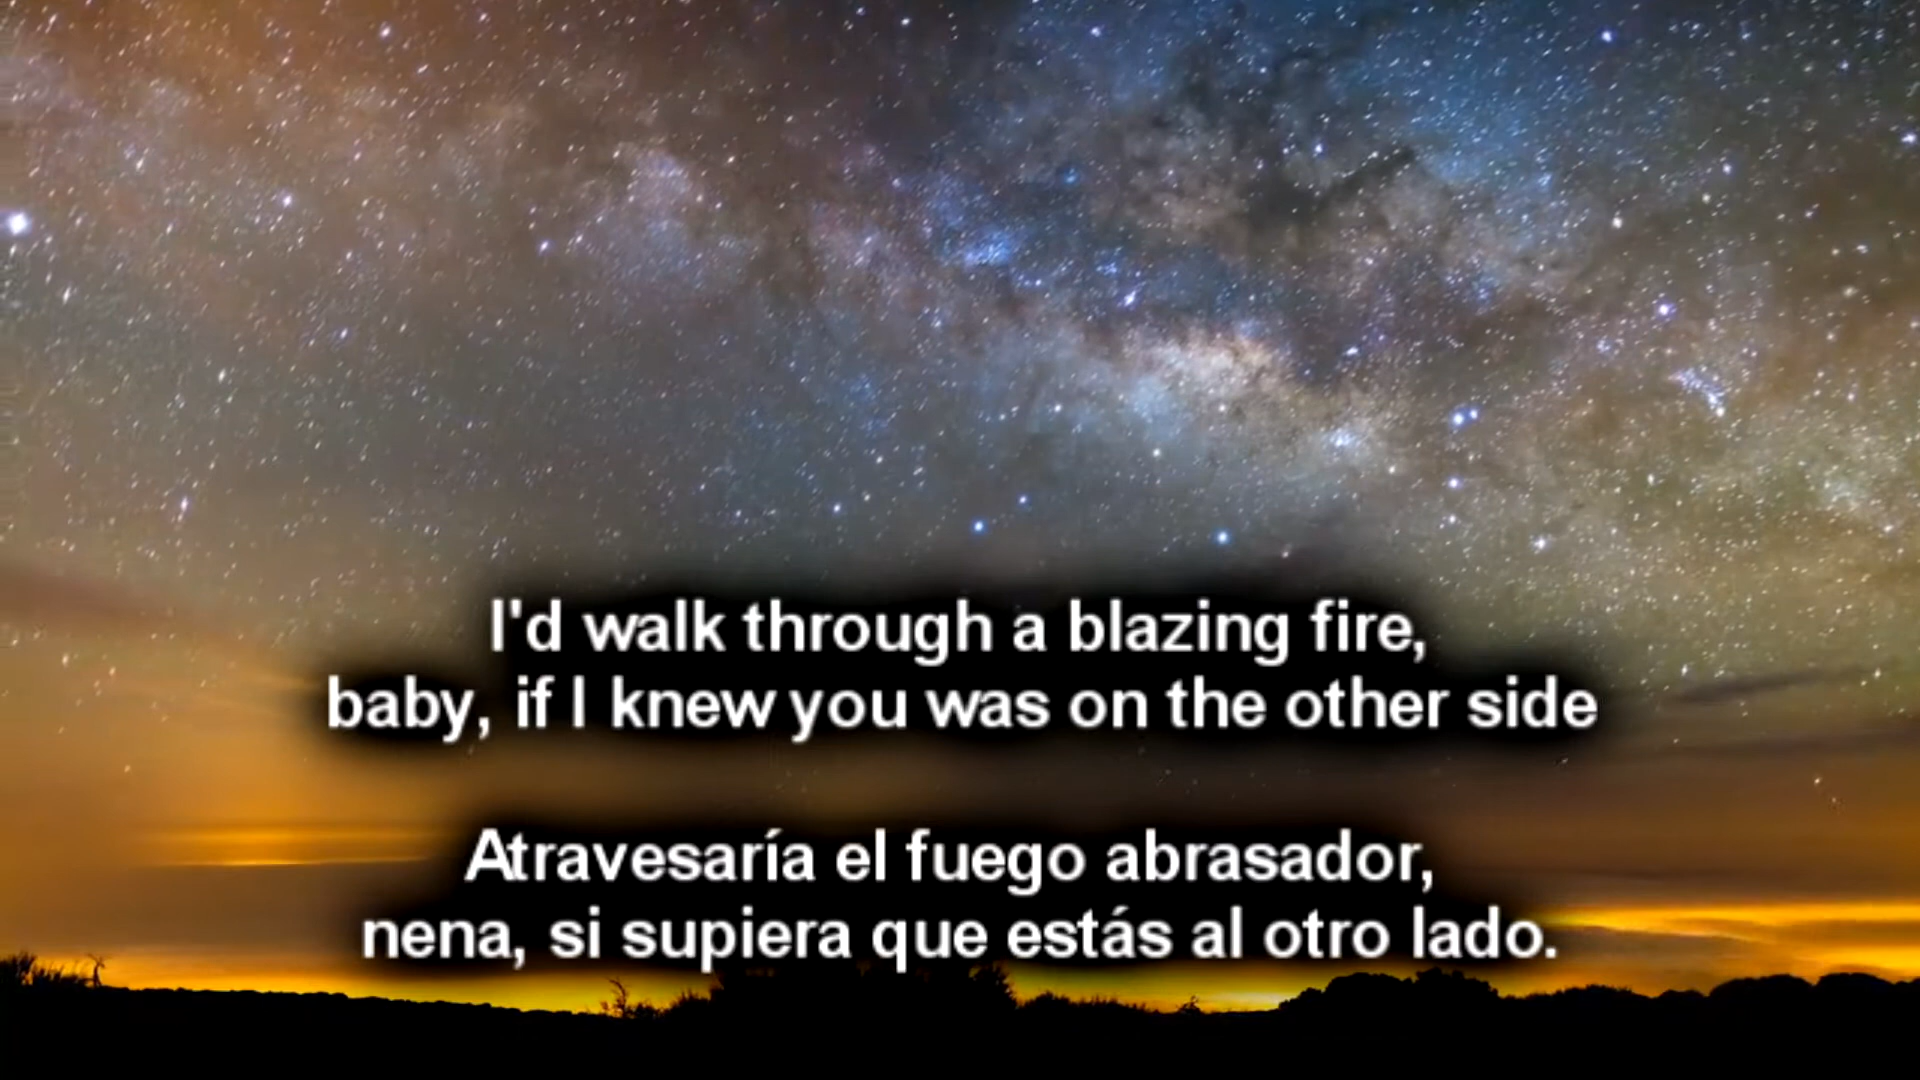 I'd walk through a blazing fire,
baby, if I knew you was on the other side
Atravesaría el fuego abrasador,
nena, si supiera que estás al otro lado.